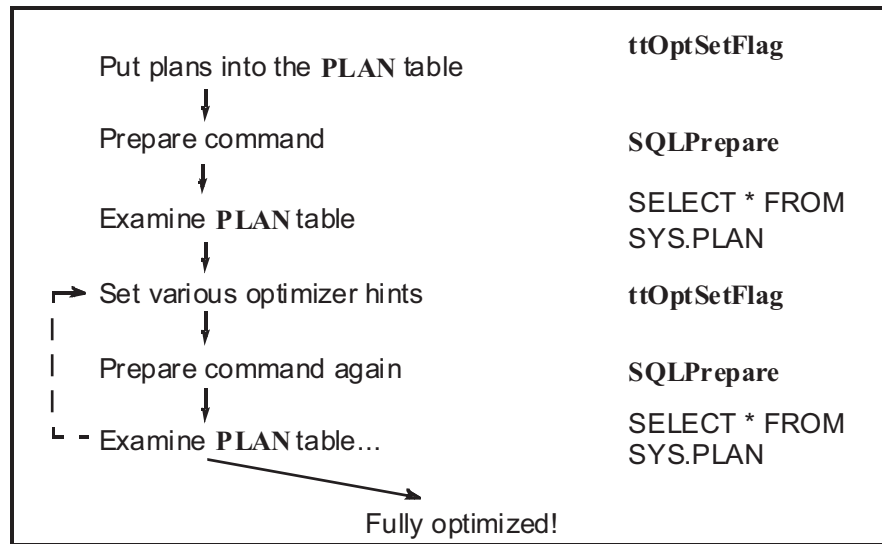 Put plans into the PLAN table
ttOptSetFlag
Prepare command
SQLPrepare
Examine PLAN table
SELECT * FROM
SYS.PLAN
Set various optimizer hints
ttOptSetFlag
Prepare command again
SQLPrepare
Examine PLAN table...
SELECT * FROM
SYS.PLAN
Fully optimized!